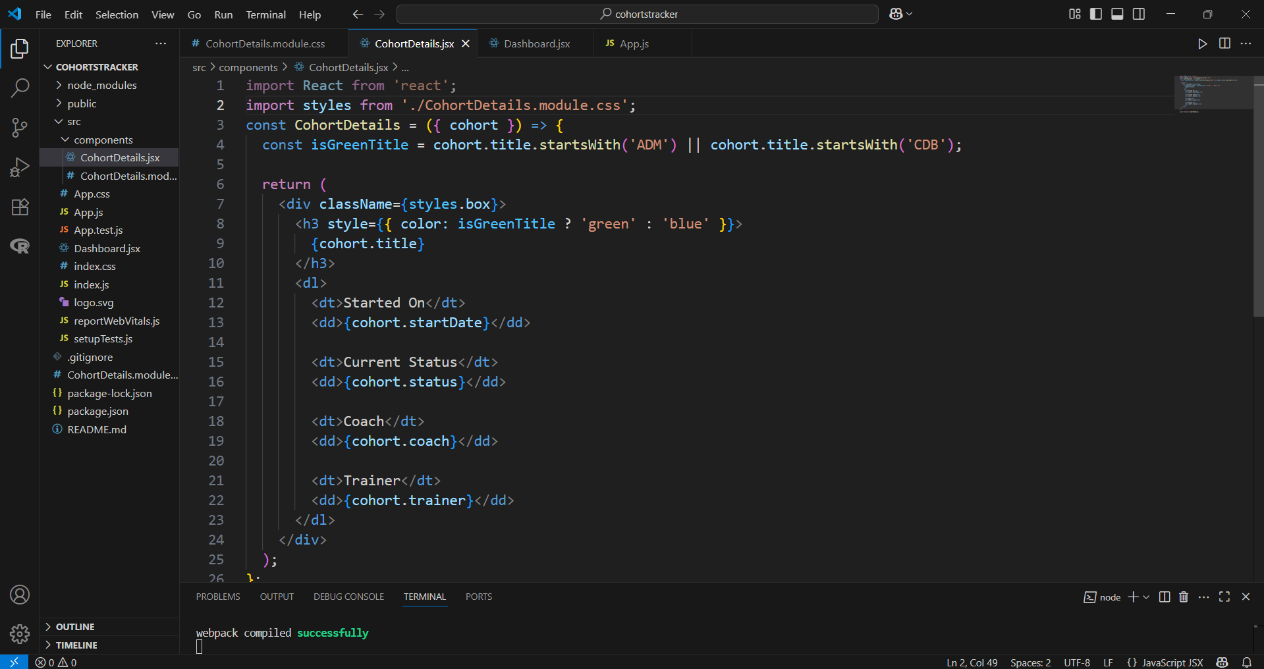 File Edit Selection View Go Run Terminal Help cohortstracker
EXPLORER
COHORTSTRACKER
node_modules
public
src
components
CohortDetails.jsx
# CohortDetails.mod...
# App.css
JS App.js
JS App.test.js
Dashboard.jsx
# index.css
JS index.js
logo.svg
JS reportWebVitals.js
JS setupTests.js
.gitignore
# CohortDetails.module...
{} package-lock.json
{} package.json
README.md
OUTLINE
TIMELINE
# CohortDetails.module.css CohortDetails.jsx Dashboard.jsx JS App.js
src > components > CohortDetails.jsx > ...
1 import React from 'react';
2 import styles from './CohortDetails.module.css';
3 const CohortDetails = ({ cohort }) => {
4 const isGreenTitle = cohort.title.startsWith('ADM') || cohort.title.startsWith('CDB');
5
6 return (
7 <div className={styles.box}>
8 <h3 style={{ color: isGreenTitle ? 'green' : 'blue' }}>
9 {cohort.title}
10 </h3>
11 <dl>
12 <dt>Started On</dt>
13 <dd>{cohort.startDate}</dd>
14
15 <dt>Current Status</dt>
16 <dd>{cohort.status}</dd>
17
18 <dt>Coach</dt>
19 <dd>{cohort.coach}</dd>
20
21 <dt>Trainer</dt>
22 <dd>{cohort.trainer}</dd>
23 </dl>
24 </div>
25 );
26 };
PROBLEMS OUTPUT DEBUG CONSOLE TERMINAL PORTS node
webpack compiled successfully
0 0 Ln 2, Col 49 Spaces: 2 UTF-8 LF {} JavaScript JSX